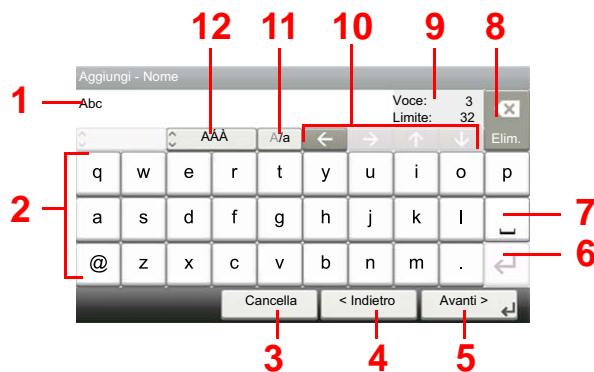 12 11 10 9 8
Aggiungi - Nome
1 Abc
Voce: 3
Limite: 32
AÁÀ A/a ← → ↑ ↓ Elim.
2
q w e r t y u i o p
a s d f g h j k l 7
@ z x c v b n m . 6
Cancella < Indietro Avanti >
3 4 5